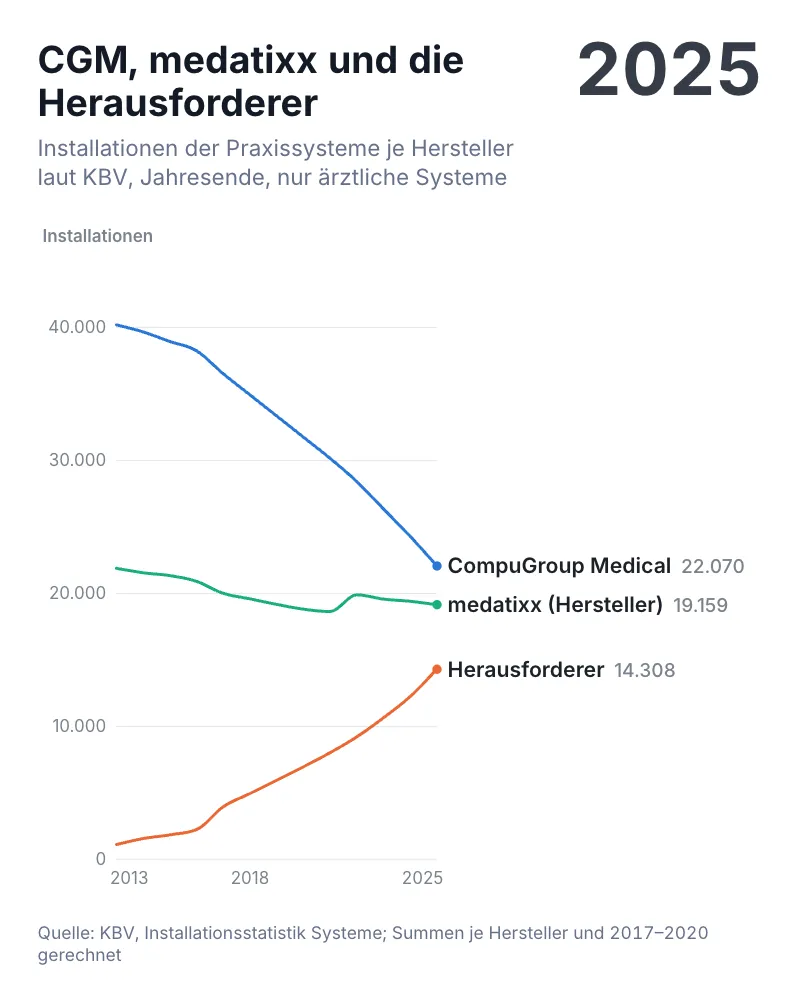 CGM, medatixx und die
Herausforderer
2025
Installationen der Praxissysteme je Hersteller
laut KBV, Jahresende, nur ärztliche Systeme
Installationen
40.000
30.000
20.000
10.000
0
CompuGroup Medical 22.070
medatixx (Hersteller) 19.159
Herausforderer 14.308
2013 2018 2025
Quelle: KBV, Installationsstatistik Systeme; Summen je Hersteller und 2017–2020
gerechnet